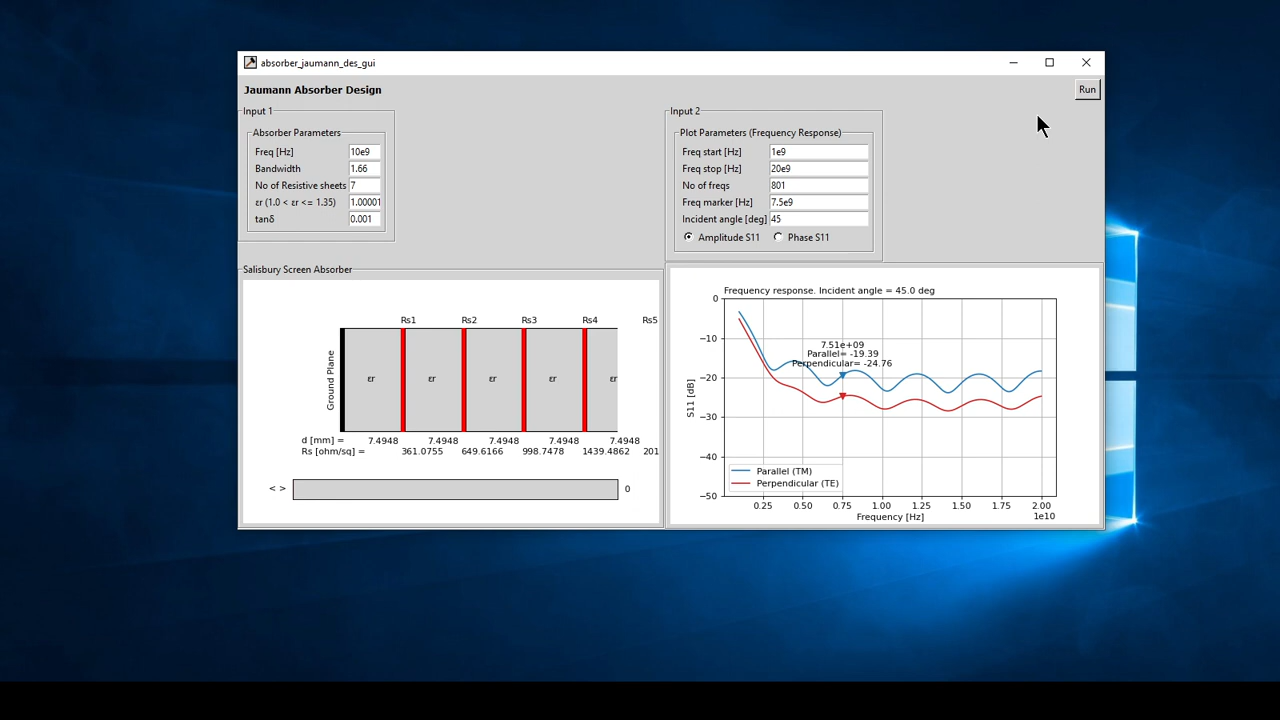 absorber_jaumann_des_gui
Jaumann Absorber Design
Run
Input 1
Absorber Parameters
Freq [Hz] 10e9
Bandwidth 1.66
No of Resistive sheets 7
εr (1.0 < εr <= 1.35) 1.00001
tanδ 0.001
Input 2
Plot Parameters (Frequency Response)
Freq start [Hz] 1e9
Freq stop [Hz] 20e9
No of freqs 801
Freq marker [Hz] 7.5e9
Incident angle [deg] 45
Amplitude S11 Phase S11
Salisbury Screen Absorber
Rs1 Rs2 Rs3 Rs4 Rs5
Ground Plane
εr εr εr εr εr
d [mm] = 7.4948 7.4948 7.4948 7.4948 7.4948
Rs [ohm/sq] = 361.0755 649.6166 998.7478 1439.4862 201
< > 0
Frequency response. Incident angle = 45.0 deg
7.51e+09
Parallel= -19.39
Perpendicular= -24.76
S11 [dB]
0
−10
−20
−30
−40
−50
Parallel (TM)
Perpendicular (TE)
0.25 0.50 0.75 1.00 1.25 1.50 1.75 2.00
Frequency [Hz]
1e10